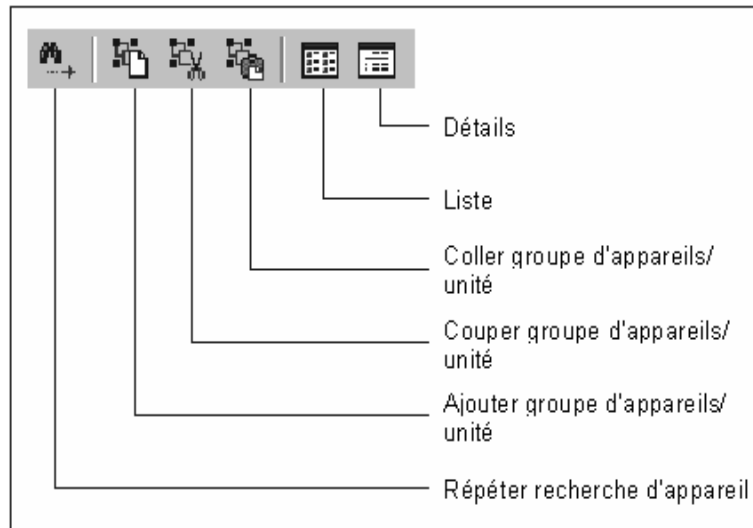 Détails
Liste
Coller groupe d'appareils/
unité
Couper groupe d'appareils/
unité
Ajouter groupe d'appareils/
unité
Répéter recherche d'appareil